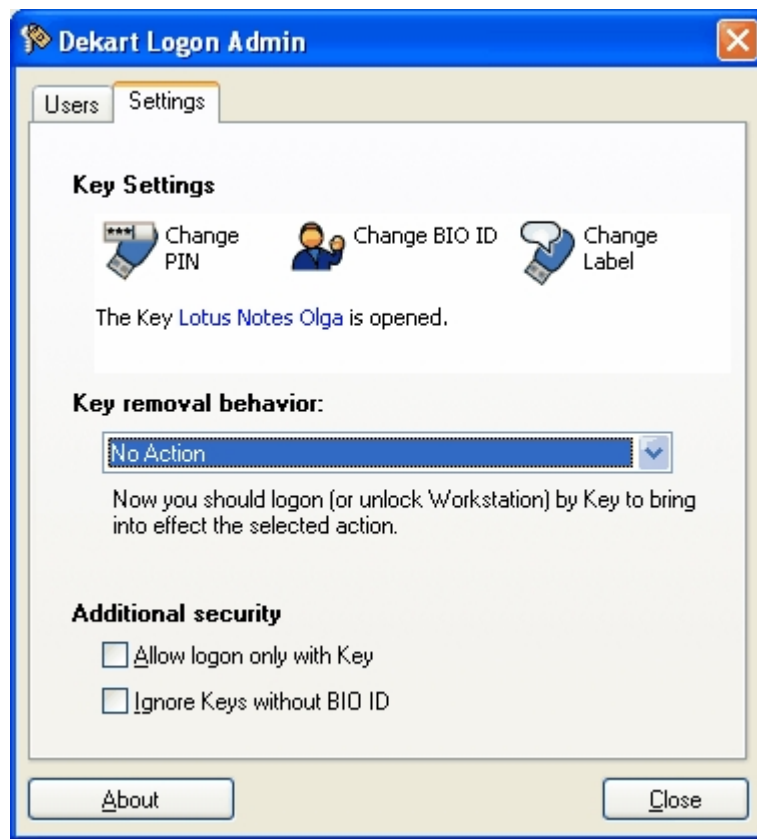 Dekart Logon Admin
Users
Settings
Key Settings
Change
PIN
Change BIO ID
Change
Label
The Key Lotus Notes Olga is opened.
Key removal behavior:
No Action
Now you should logon (or unlock Workstation) by Key to bring
into effect the selected action.
Additional security
Allow logon only with Key
Ignore Keys without BIO ID
About
Close